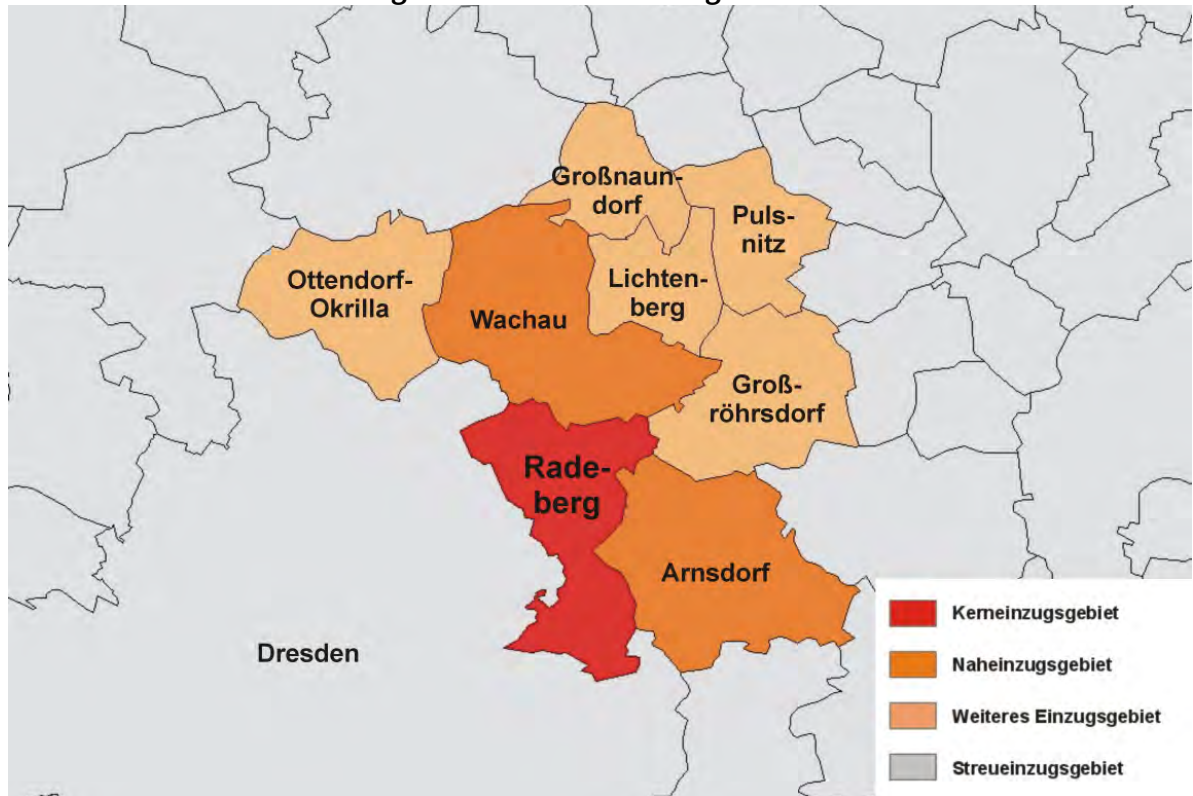 Großnaun-
dorf
Puls-
nitz
Ottendorf-
Okrilla
Lichten-
berg
Wachau
Groß-
röhrsdorf
Rade-
berg
Arnsdorf
Dresden
Kerneinzugsgebiet
Naheinzugsgebiet
Weiteres Einzugsgebiet
Streueinzugsgebiet